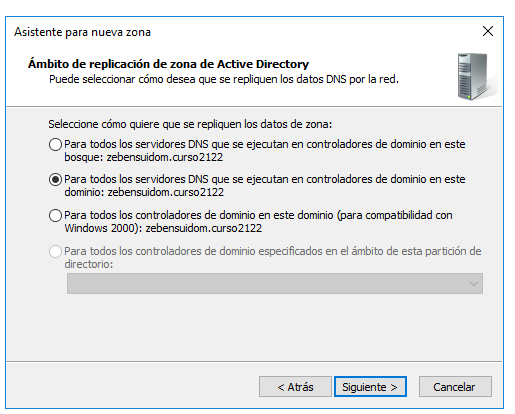 Asistente para nueva zona
Ámbito de replicación de zona de Active Directory
Puede seleccionar cómo desea que se repliquen los datos DNS por la red.
Seleccione cómo quiere que se repliquen los datos de zona:
Para todos los servidores DNS que se ejecutan en controladores de dominio en este
bosque: zebensuidom.curso2122
Para todos los servidores DNS que se ejecutan en controladores de dominio en este
dominio: zebensuidom.curso2122
Para todos los controladores de dominio en este dominio (para compatibilidad con
Windows 2000): zebensuidom.curso2122
Para todos los controladores de dominio especificados en el ámbito de esta partición de
directorio:
< Atrás
Siguiente >
Cancelar